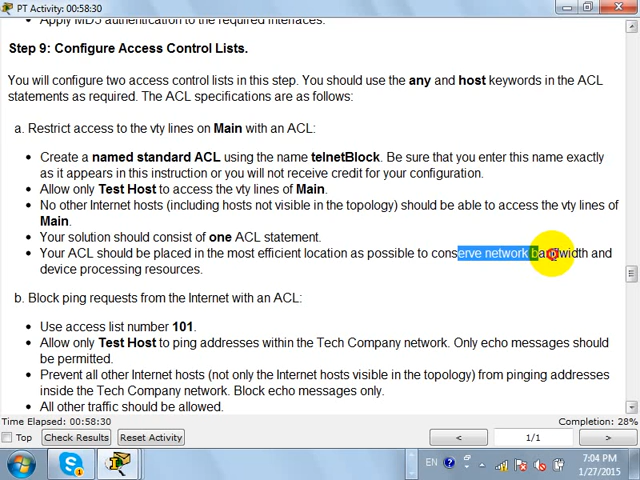 PT Activity: 00:58:30
Apply MD5 authentication to the required interfaces.
Step 9: Configure Access Control Lists.
You will configure two access control lists in this step. You should use the any and host keywords in the ACL
statements as required. The ACL specifications are as follows:
a. Restrict access to the vty lines on Main with an ACL:
• Create a named standard ACL using the name telnetBlock. Be sure that you enter this name exactly
as it appears in this instruction or you will not receive credit for your configuration.
• Allow only Test Host to access the vty lines of Main.
• No other Internet hosts (including hosts not visible in the topology) should be able to access the vty lines of
Main.
• Your solution should consist of one ACL statement.
• Your ACL should be placed in the most efficient location as possible to conserve network bandwidth and
device processing resources.
b. Block ping requests from the Internet with an ACL:
• Use access list number 101.
• Allow only Test Host to ping addresses within the Tech Company network. Only echo messages should
be permitted.
• Prevent all other Internet hosts (not only the Internet hosts visible in the topology) from pinging addresses
inside the Tech Company network. Block echo messages only.
• All other traffic should be allowed.
Time Elapsed: 00:58:30 Completion: 28%
Top Check Results Reset Activity < 1/1 >
EN 7:04 PM
1/27/2015